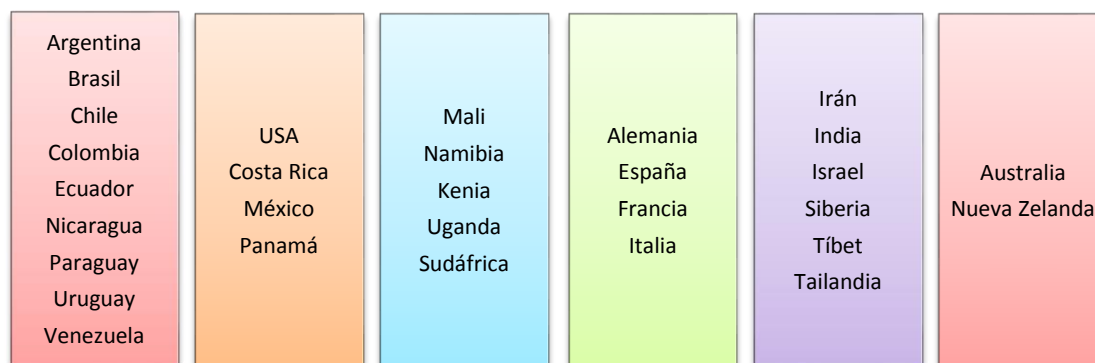 Argentina
Brasil
Chile
Colombia
Ecuador
Nicaragua
Paraguay
Uruguay
Venezuela
USA
Costa Rica
México
Panamá
Mali
Namibia
Kenia
Uganda
Sudáfrica
Alemania
España
Francia
Italia
Irán
India
Israel
Siberia
Tíbet
Tailandia
Australia
Nueva Zelanda